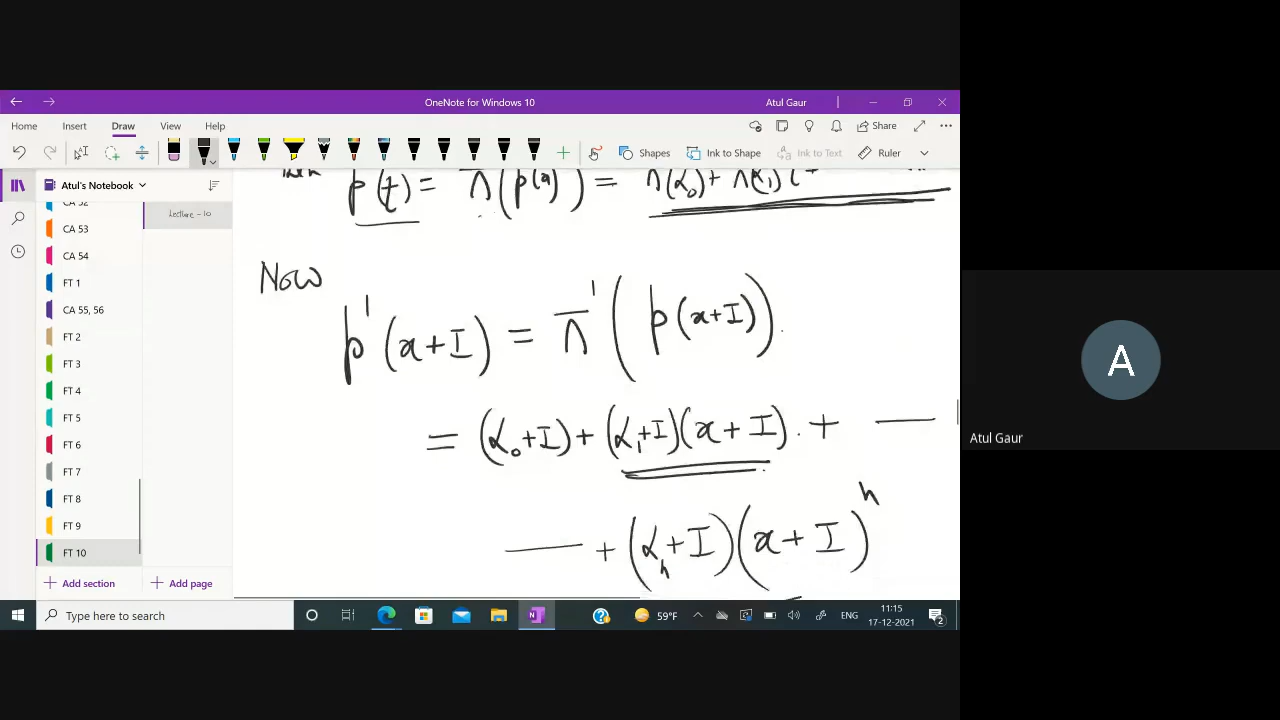 OneNote for Windows 10
Atul Gaur
Home Insert Draw View Help
Share
Shapes
Ink to Shape
Ink to Text
Ruler
Atul's Notebook
Lecture - 10
CA 53
CA 54
FT 1
CA 55, 56
FT 2
FT 3
FT 4
FT 5
FT 6
FT 7
FT 8
FT 9
FT 10
Add section
Add page
p(t) = π̄(p(x)) =
Now
p'(x+I) = π̄'(p(x+I)).
= (α₀+I) + (α₁+I)(x+I) + —
— + (αₙ+I)(x+I)ⁿ
Type here to search
59°F
ENG
11:15
17-12-2021
2
A
Atul Gaur